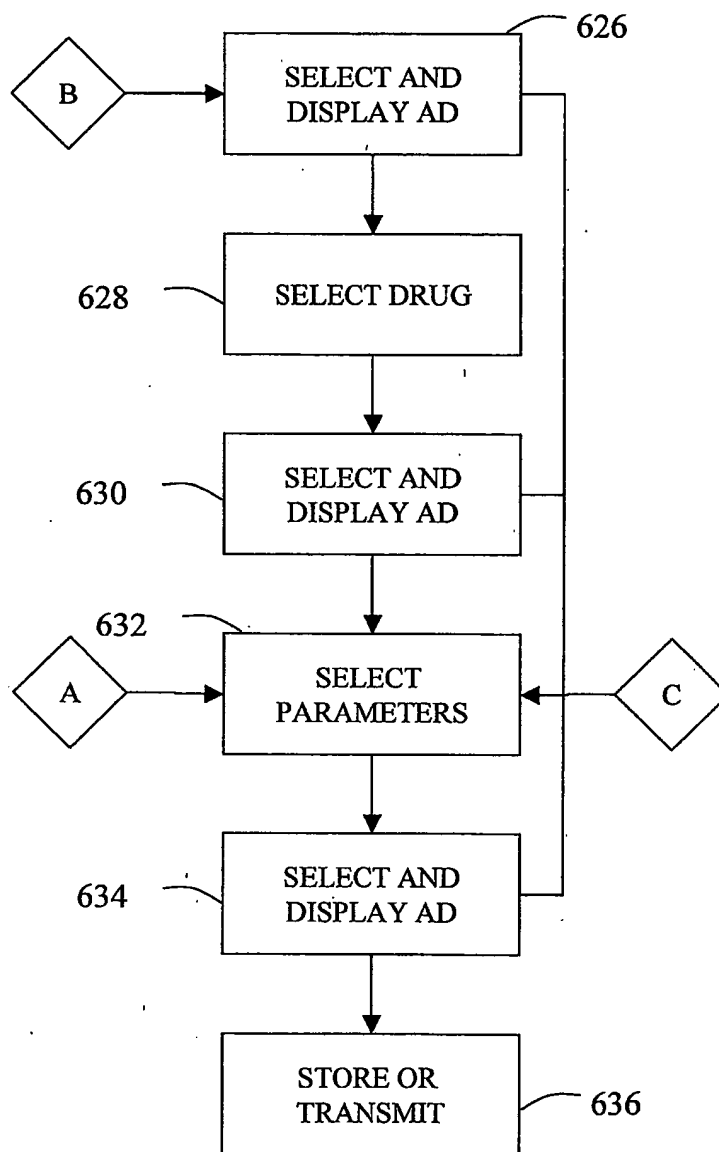 626
B
SELECT AND
DISPLAY AD
628
SELECT DRUG
630
SELECT AND
DISPLAY AD
632
A
SELECT
PARAMETERS
C
634
SELECT AND
DISPLAY AD
STORE OR
TRANSMIT
636